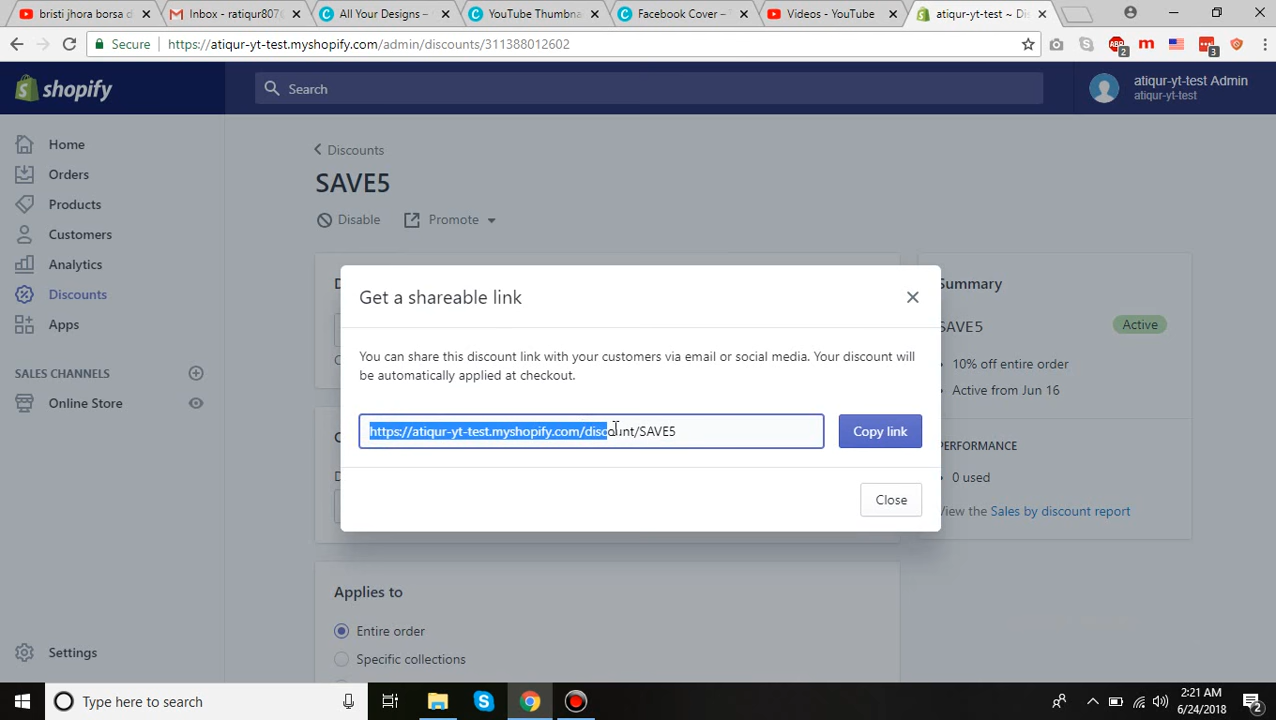 bristi jhora borsa d
Inbox - ratiqur807
All Your Designs –
YouTube Thumbna
Facebook Cover –
Videos - YouTube
atiqur-yt-test ~ Di
Secure https://atiqur-yt-test.myshopify.com/admin/discounts/311388012602
ABP 2 m 3
shopify
Search
atiqur-yt-test Admin
atiqur-yt-test
Home
Orders
Products
Customers
Analytics
Discounts
Apps
SALES CHANNELS
Online Store
Settings
Discounts
SAVE5
Disable Promote
D
C
D
Get a shareable link
You can share this discount link with your customers via email or social media. Your discount will
be automatically applied at checkout.
https://atiqur-yt-test.myshopify.com/discount/SAVE5
Copy link
Close
Summary
SAVE5 Active
10% off entire order
Active from Jun 16
PERFORMANCE
0 used
View the Sales by discount report
Applies to
Entire order
Specific collections
Type here to search
2:21 AM
6/24/2018
2